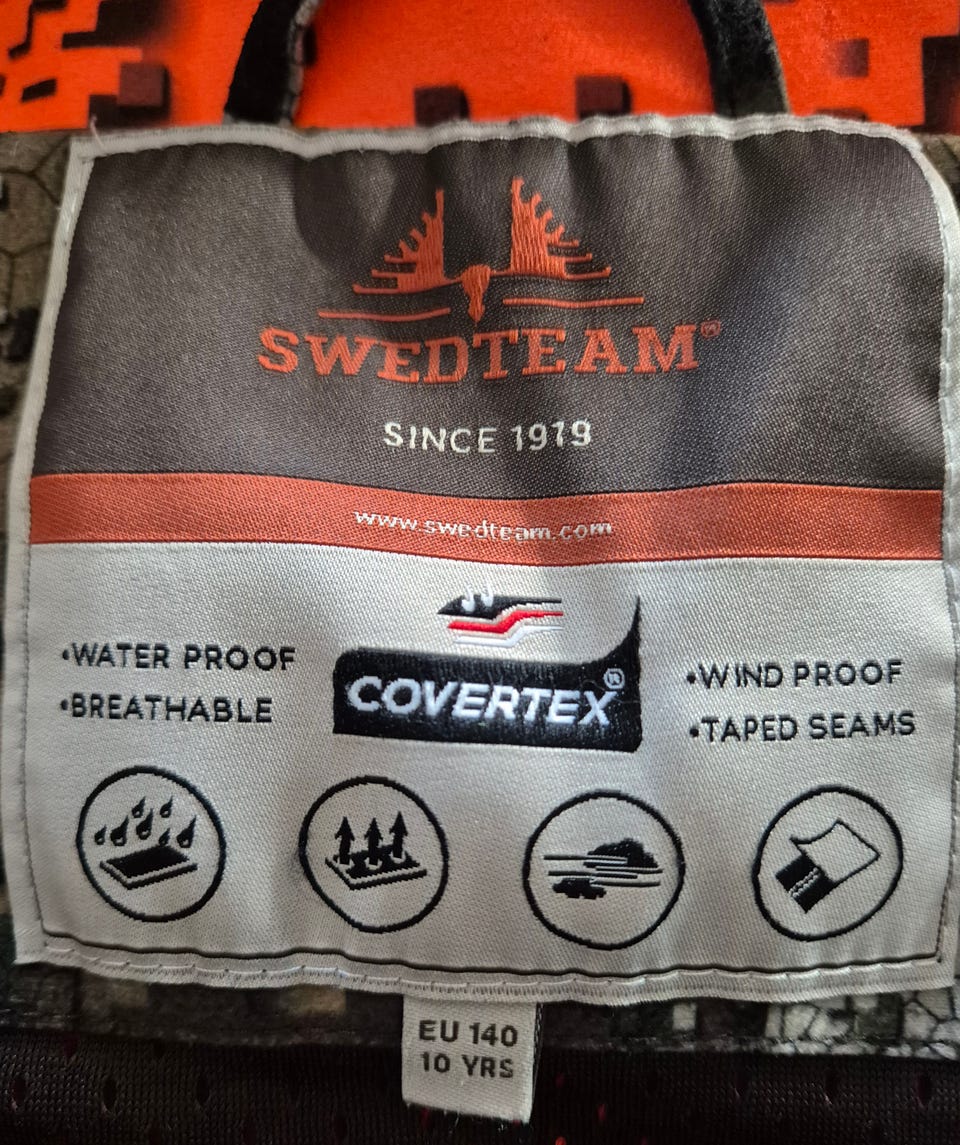 SWEDTEAM®
SINCE 1919
www.swedteam.com
•WATER PROOF
•BREATHABLE
COVERTEX®
•WIND PROOF
•TAPED SEAMS
EU 140
10 YRS